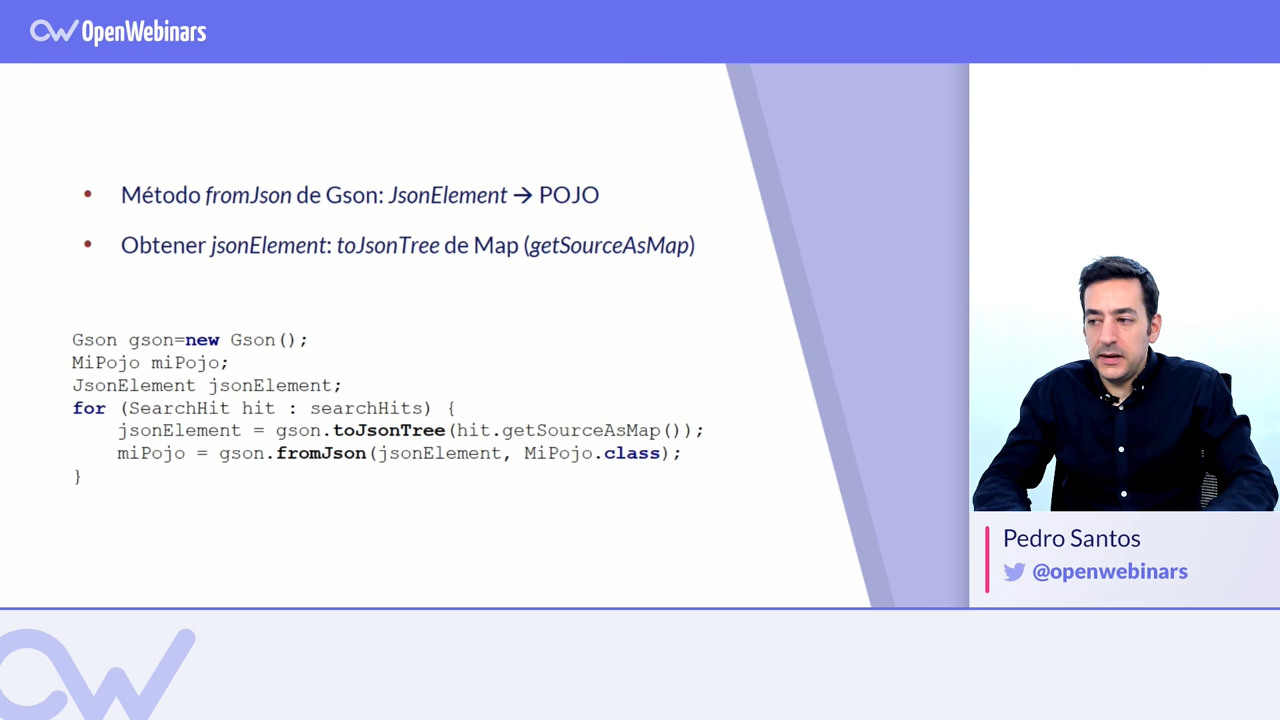 OpenWebinars
• Método fromJson de Gson: JsonElement → POJO
• Obtener jsonElement: toJsonTree de Map (getSourceAsMap)
Gson gson=new Gson();
MiPojo miPojo;
JsonElement jsonElement;
for (SearchHit hit : searchHits) {
    jsonElement = gson.toJsonTree(hit.getSourceAsMap());
    miPojo = gson.fromJson(jsonElement, MiPojo.class);
}
Pedro Santos
@openwebinars